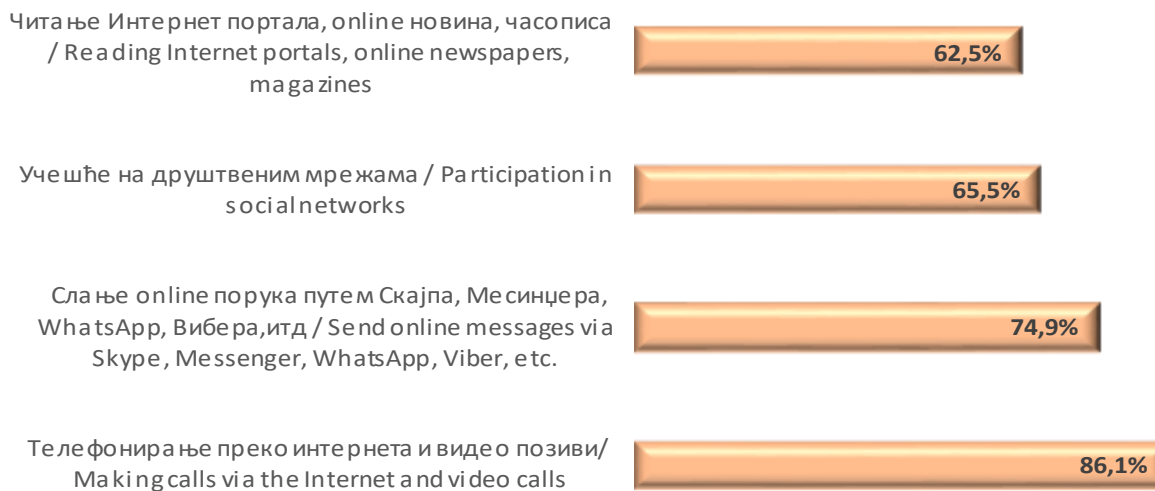 Читање Интернет портала, online новина, часописа
/ Reading Internet portals, online newspapers,
magazines
62,5%
Учешће на друштвеним мрежама / Participation in
social networks
65,5%
Слање online порука путем Скајпа, Месинџера,
WhatsApp, Вибера,итд / Send online messages via
Skype, Messenger, WhatsApp, Viber, etc.
74,9%
Телефонирање преко интернета и видео позиви/
Making calls via the Internet and video calls
86,1%